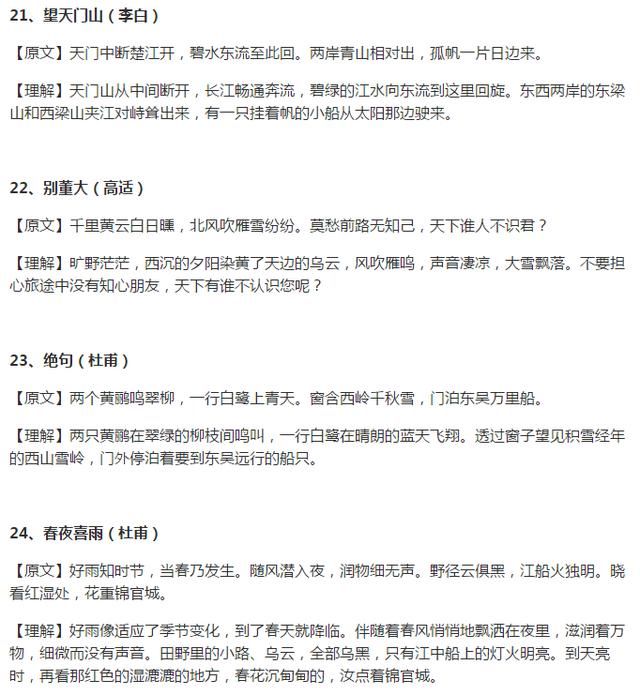 21、望天门山（李白）
【原文】天门中断楚江开，碧水东流至此回。两岸青山相对出，孤帆一片日边来。
【理解】天门山从中间断开，长江畅通奔流，碧绿的江水向东流到这里回旋。东西两岸的东梁
山和西梁山夹江对峙耸出来，有一只挂着帆的小船从太阳那边驶来。
22、别董大（高适）
【原文】千里黄云白日曛，北风吹雁雪纷纷。莫愁前路无知己，天下谁人不识君？
【理解】旷野茫茫，西沉的夕阳染黄了天边的乌云，风吹雁鸣，声音凄凉，大雪飘落。不要担
心旅途中没有知心朋友，天下有谁不认识您呢？
23、绝句（杜甫）
【原文】两个黄鹂鸣翠柳，一行白鹭上青天。窗含西岭千秋雪，门泊东吴万里船。
【理解】两只黄鹂在翠绿的柳枝间鸣叫，一行白鹭在晴朗的蓝天飞翔。透过窗子望见积雪经年
的西山雪岭，门外停泊着要到东吴远行的船只。
24、春夜喜雨（杜甫）
【原文】好雨知时节，当春乃发生。随风潜入夜，润物细无声。野径云俱黑，江船火独明。晓
看红湿处，花重锦官城。
【理解】好雨像适应了季节变化，到了春天就降临。伴随着春风悄悄地飘洒在夜里，滋润着万
物，细微而没有声音。田野里的小路、乌云，全部乌黑，只有江中船上的灯火明亮。到天亮
时，再看那红色的湿漉漉的地方，春花沉甸甸的，汝点着锦官城。